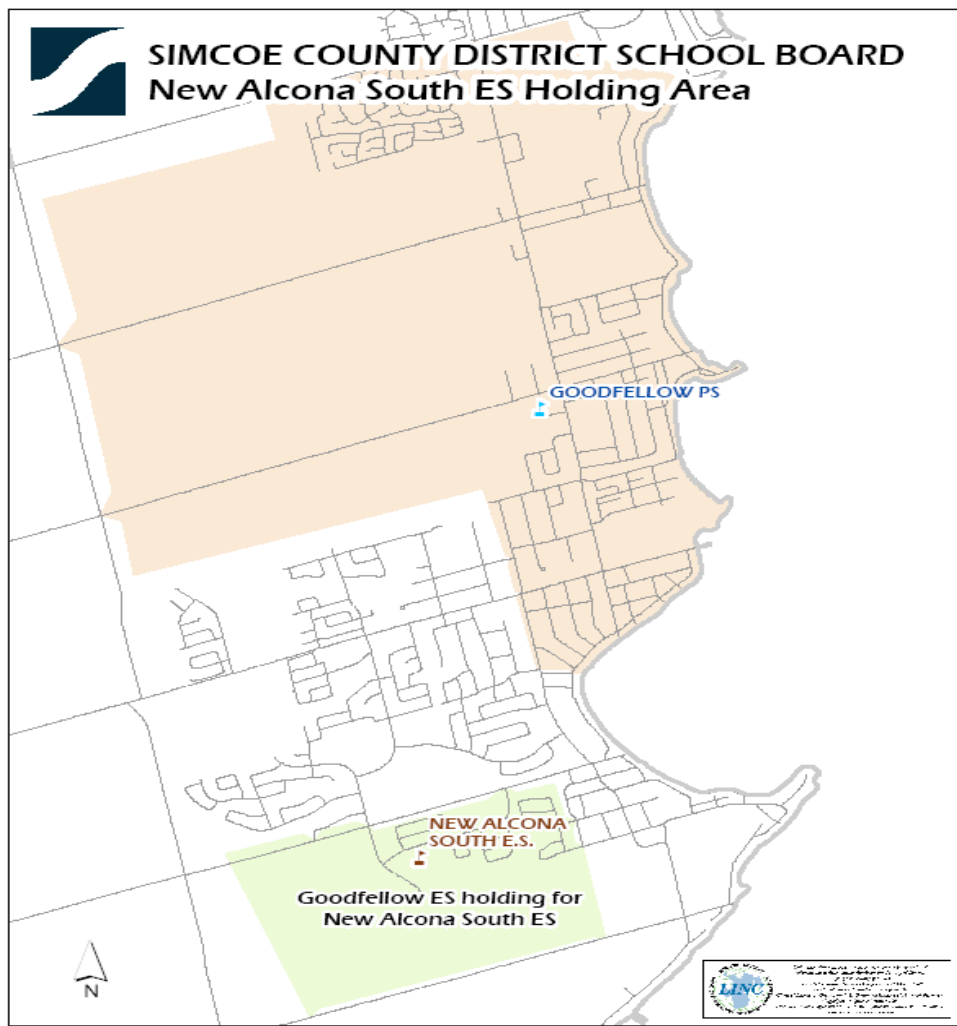 SIMCOE COUNTY DISTRICT SCHOOL BOARD
New Alcona South ES Holding Area
GOODFELLOW PS
NEW ALCONA
SOUTH E.S.
Goodfellow ES holding for
New Alcona South ES
N
LINC